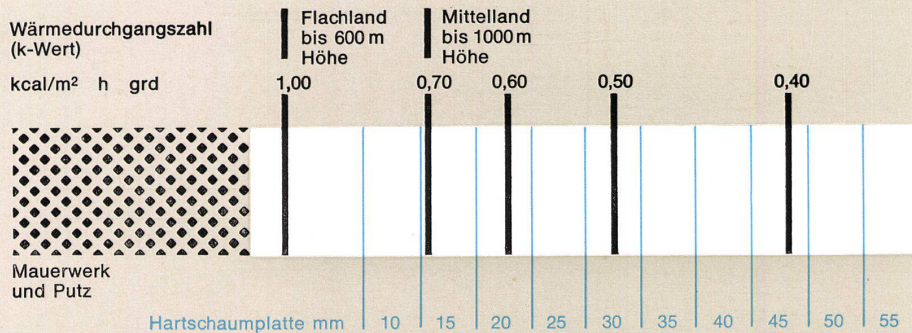 Wärmedurchgangszahl
(k-Wert)
kcal/m² h grd
Flachland
bis 600 m
Höhe
Mittelland
bis 1000 m
Höhe
1,00 0,70 0,60 0,50 0,40
Mauerwerk
und Putz
Hartschaumplatte mm 10 15 20 25 30 35 40 45 50 55